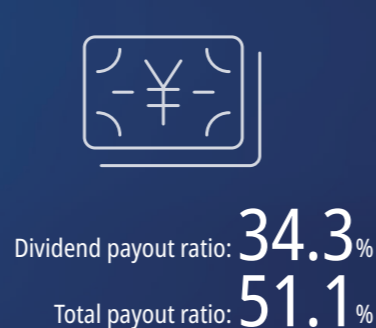 ¥
Dividend payout ratio: 34.3%
Total payout ratio: 51.1%